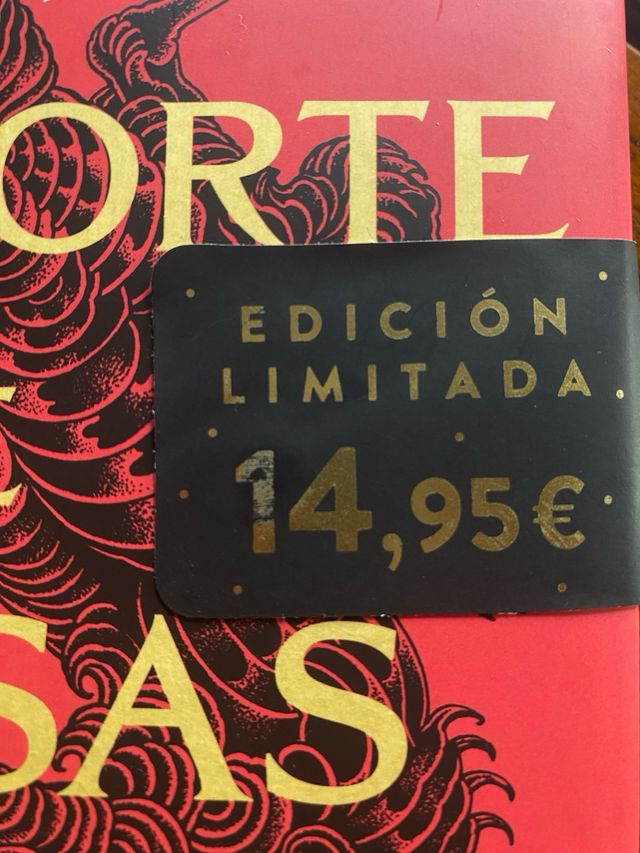 ORTE
EDICIÓN
LIMITADA
14,95€
SAS